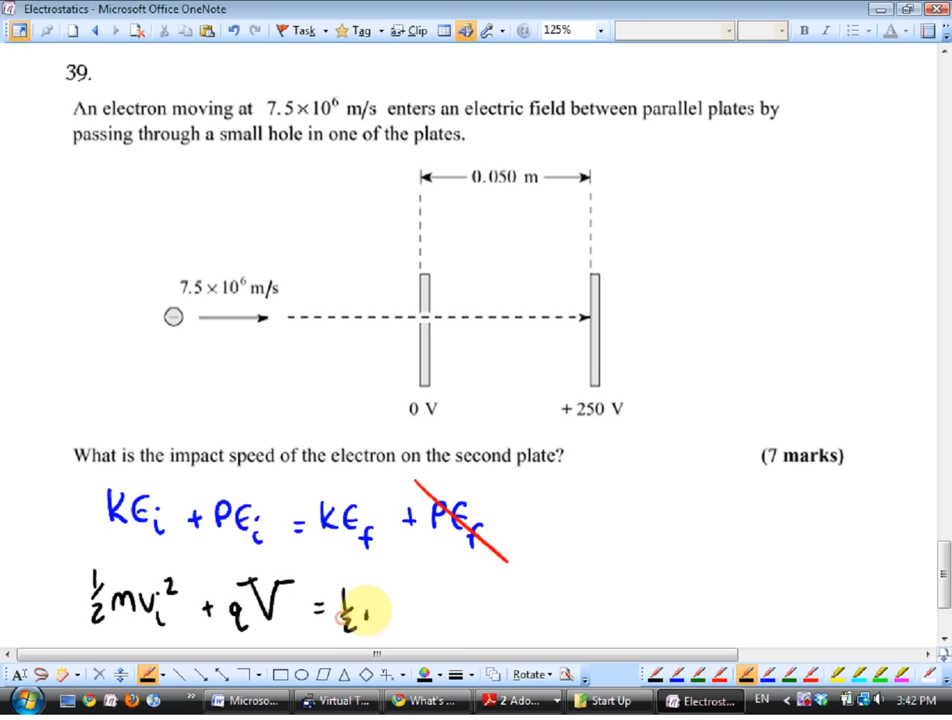 Electrostatics - Microsoft Office OneNote
Task Tag Clip 125% B I A
39.
An electron moving at 7.5×10⁶ m/s enters an electric field between parallel plates by
passing through a small hole in one of the plates.
0.050 m
7.5 × 10⁶ m/s
0 V
+ 250 V
What is the impact speed of the electron on the second plate? (7 marks)
KEi + PEi = KEf + PEf
½mvi² + qV = ½
Rotate
Microso... Virtual T... What's... 2 Ado... Start Up Electrost... EN 3:42 PM